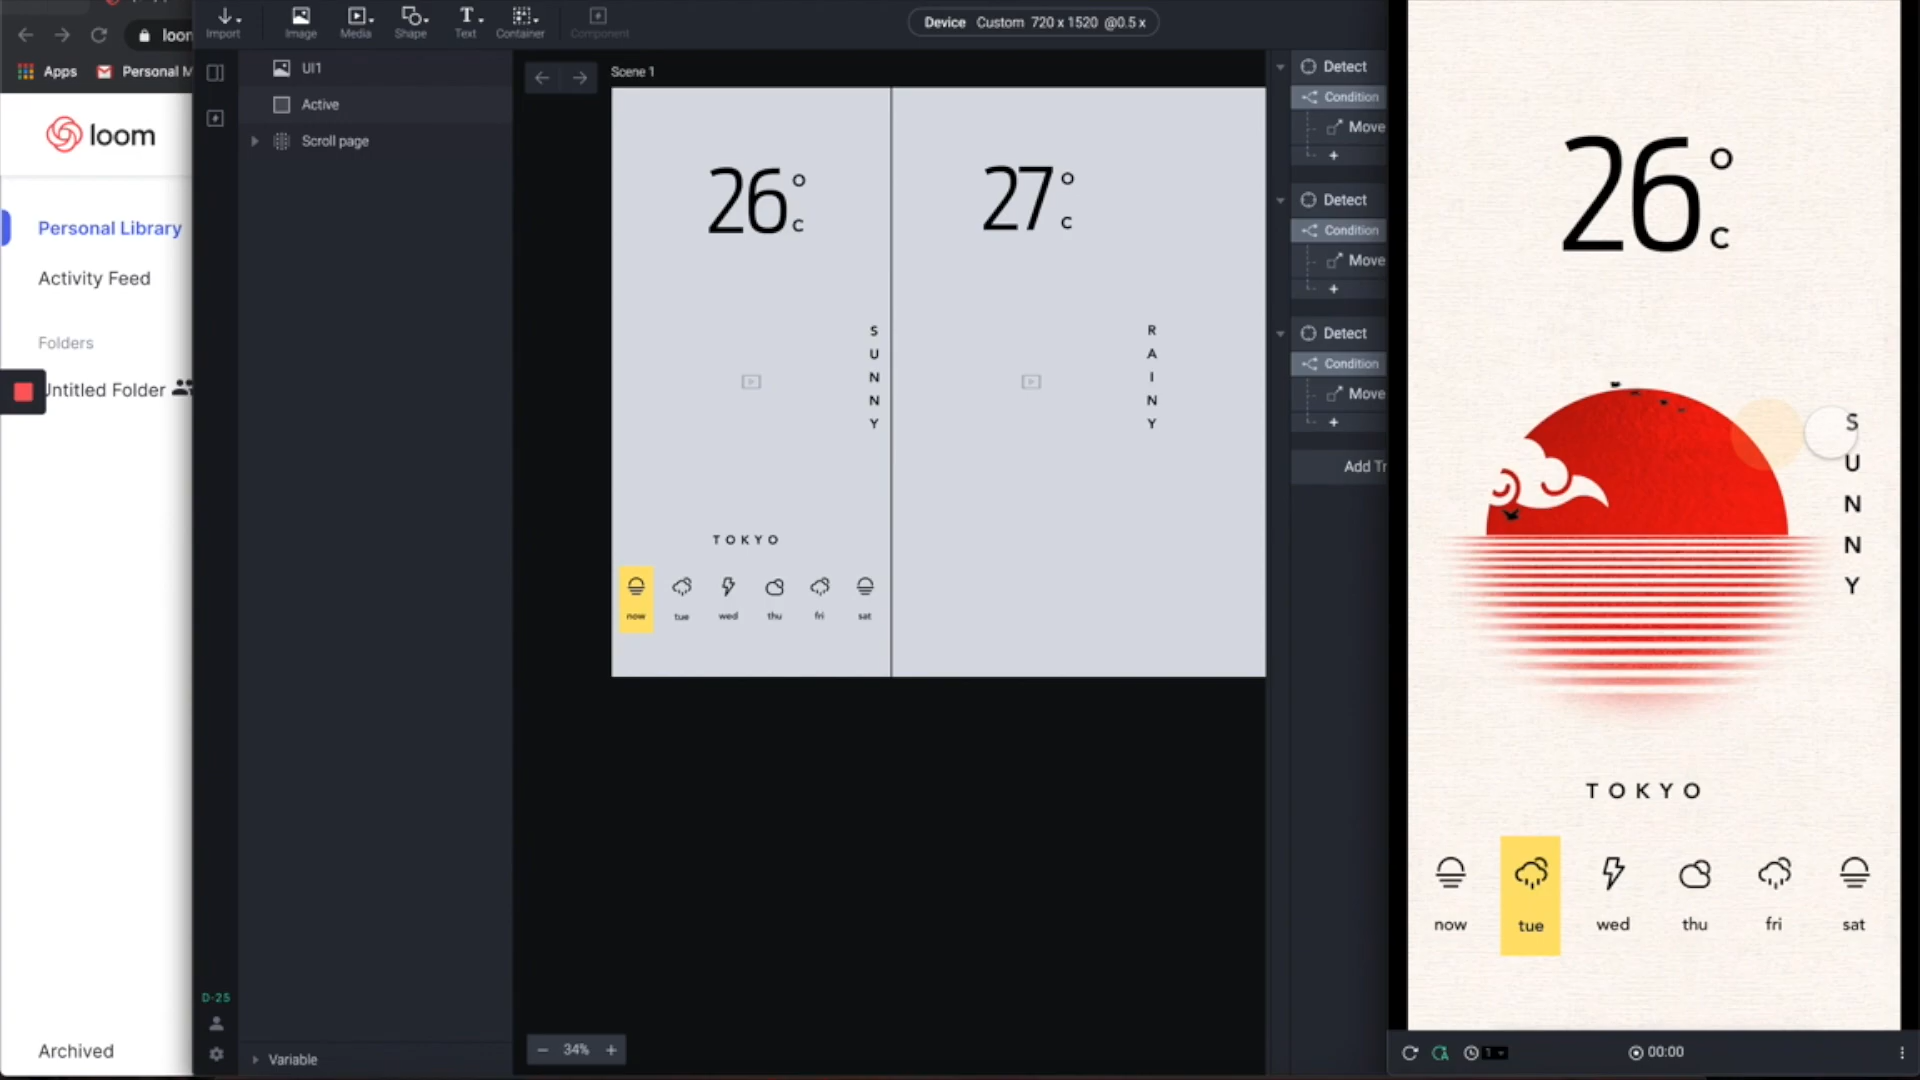 loom
Apps
Personal M
loom
Personal Library
Activity Feed
Folders
Untitled Folder
Archived
Import
Image
Media
Shape
Text
Container
Component
Device Custom 720 x 1520 @0.5 x
UI1
Active
Scroll page
D-25
Variable
Scene 1
26°c
SUNNY
TOKYO
now tue wed thu fri sat
27°c
RAINY
34%
Detect
Condition
Move
Detect
Condition
Move
Detect
Condition
Move
Add Tr
26°c
SUNNY
TOKYO
now tue wed thu fri sat
1
00:00